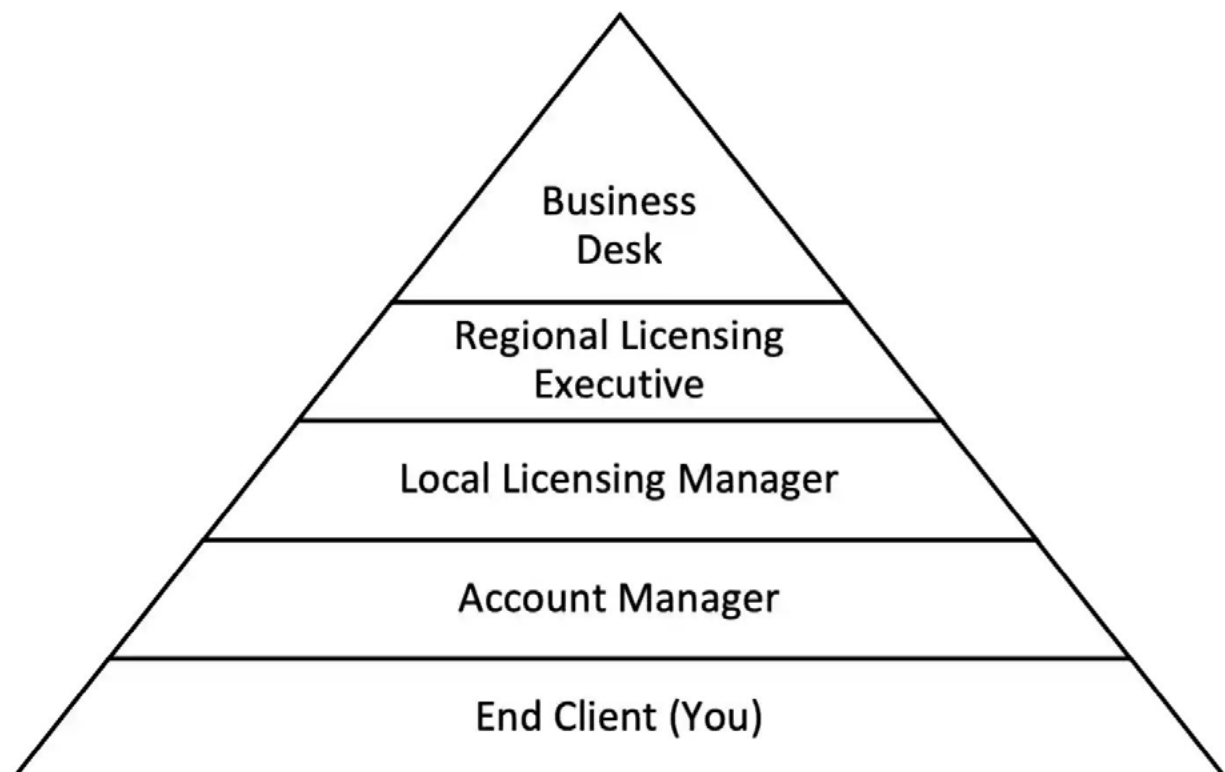 Business
Desk
Regional Licensing
Executive
Local Licensing Manager
Account Manager
End Client (You)